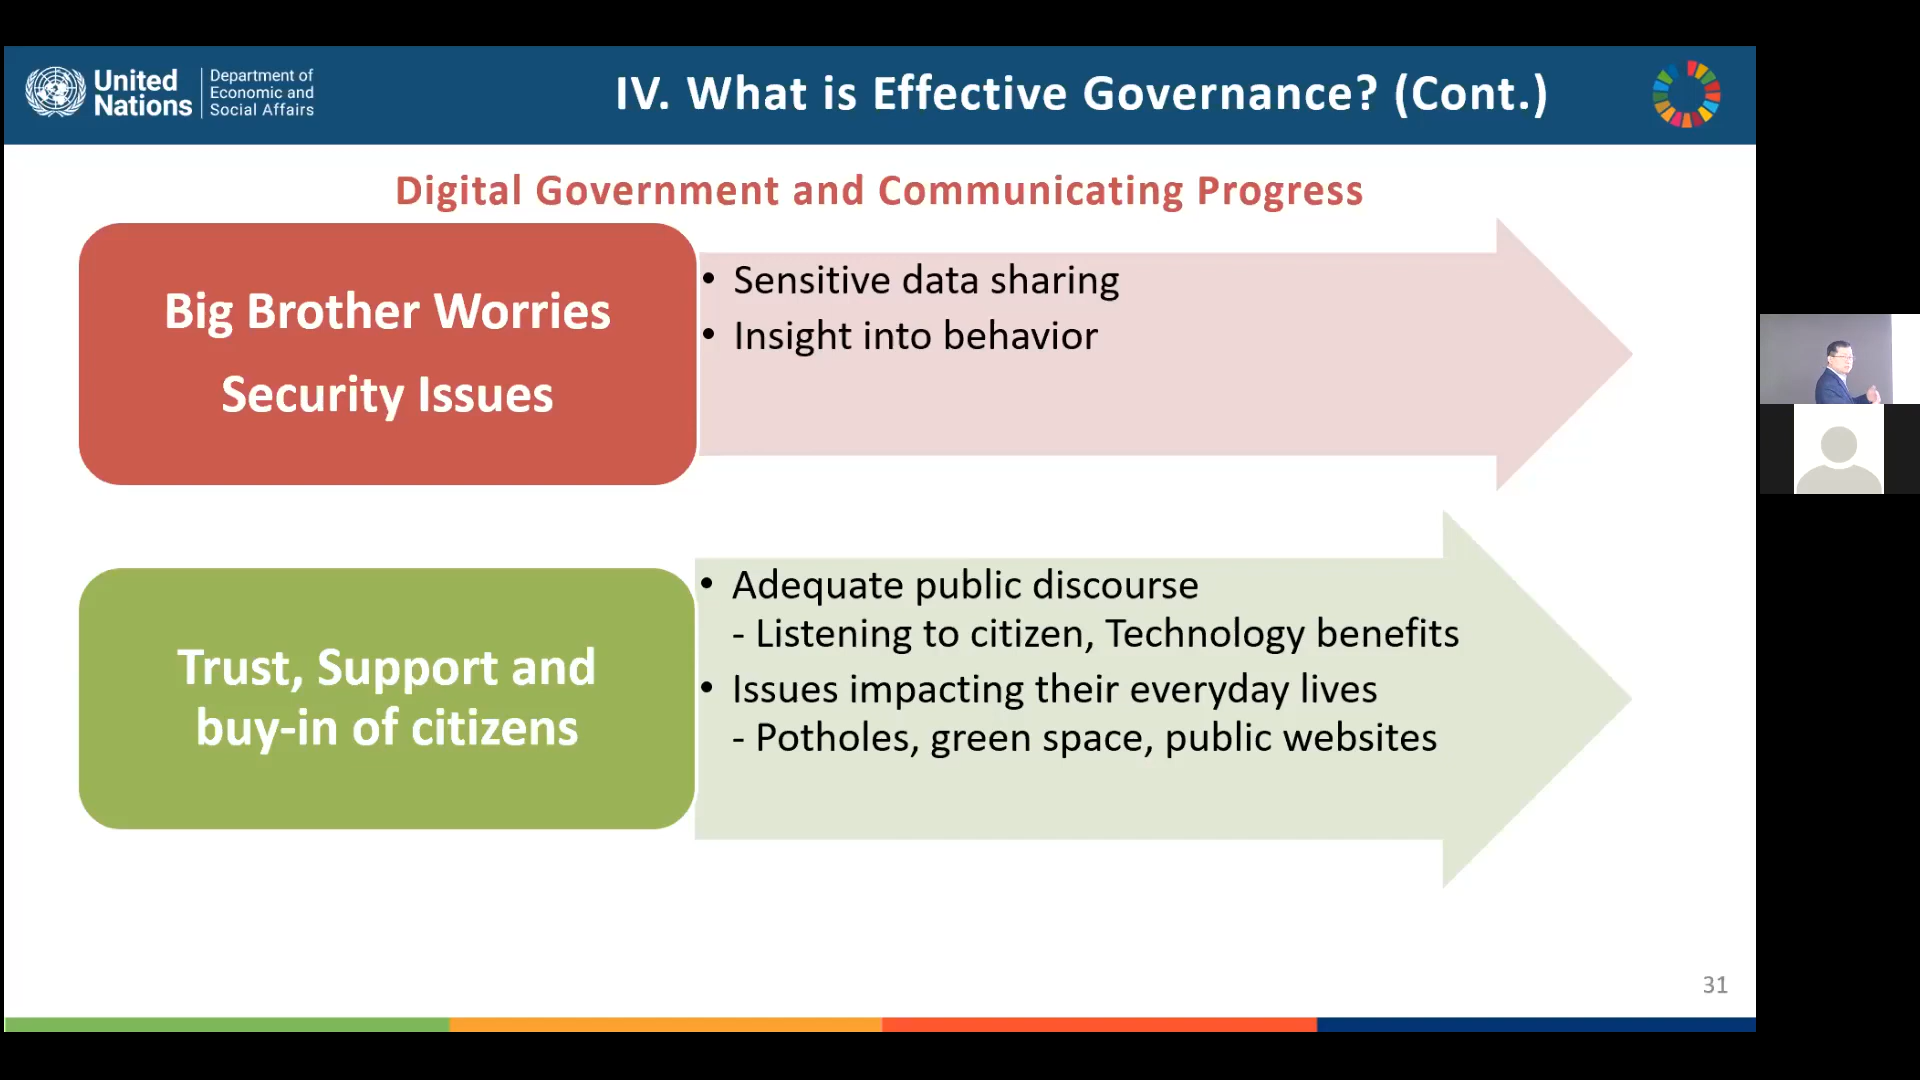 United
Nations
Department of
Economic and
Social Affairs
IV. What is Effective Governance? (Cont.)
Digital Government and Communicating Progress
Big Brother Worries
Security Issues
• Sensitive data sharing
• Insight into behavior
Trust, Support and
buy-in of citizens
• Adequate public discourse
- Listening to citizen, Technology benefits
• Issues impacting their everyday lives
- Potholes, green space, public websites
31